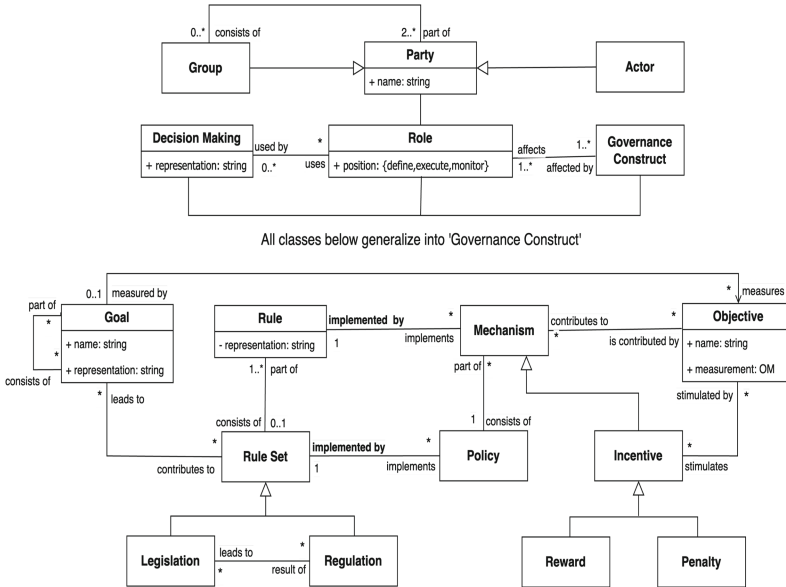 0..* consists of
2..* part of
Group
Party
+ name: string
Actor
Decision Making
+ representation: string
used by *
0..* uses
Role
+ position: {define,execute,monitor}
affects 1..*
1..* affected by
Governance
Construct
All classes below generalize into 'Governance Construct'
0..1 measured by
* measures
part of
*
*
consists of
Goal
+ name: string
+ representation: string
* leads to
Rule
- representation: string
1..* part of
implemented by *
1 implements
Mechanism
contributes to *
* is contributed by
Objective
+ name: string
+ measurement: OM
stimulated by *
part of *
consists of 0..1
1 consists of
*
contributes to
Rule Set
implemented by *
1 implements
Policy
Incentive
*
stimulates
Legislation
leads to *
* result of
Regulation
Reward
Penalty